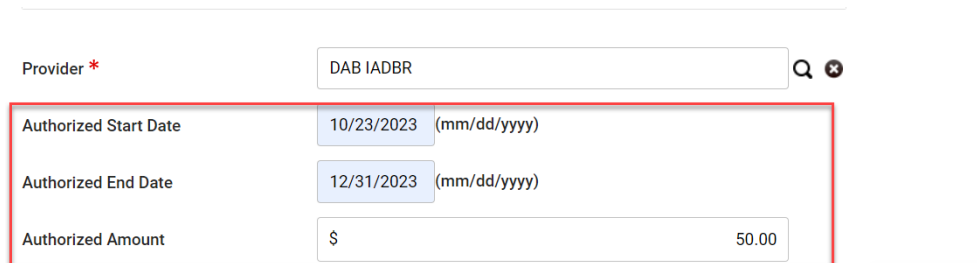 Provider * DAB IADBR
Authorized Start Date 10/23/2023 (mm/dd/yyyy)
Authorized End Date 12/31/2023 (mm/dd/yyyy)
Authorized Amount $ 50.00